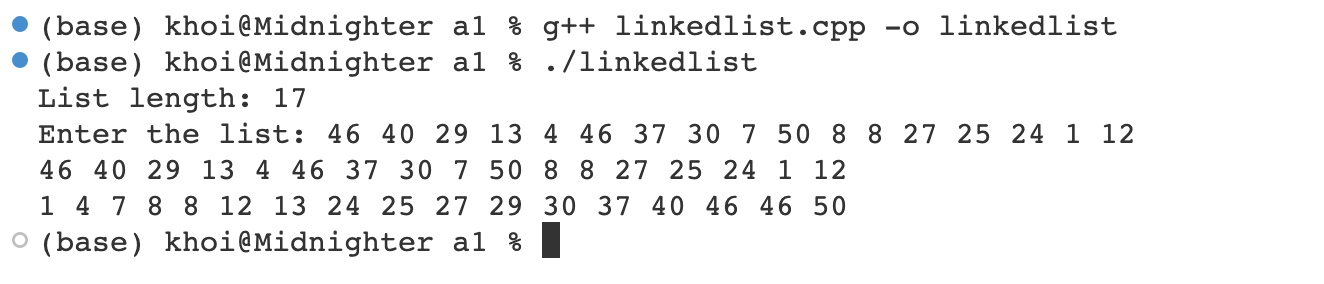 (base) khoi@Midnighter a1 % g++ linkedlist.cpp -o linkedlist
(base) khoi@Midnighter a1 % ./linkedlist
List length: 17
Enter the list: 46 40 29 13 4 46 37 30 7 50 8 8 27 25 24 1 12
46 40 29 13 4 46 37 30 7 50 8 8 27 25 24 1 12
1 4 7 8 8 12 13 24 25 27 29 30 37 40 46 46 50
(base) khoi@Midnighter a1 %